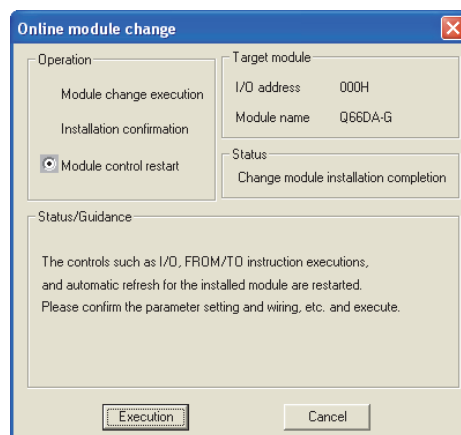 Online module change
Operation
Module change execution
Installation confirmation
Module control restart
Target module
I/O address 000H
Module name Q66DA-G
Status
Change module installation completion
Status/Guidance
The controls such as I/O, FROM/TO instruction executions,
and automatic refresh for the installed module are restarted.
Please confirm the parameter setting and wiring, etc. and execute.
Execution
Cancel